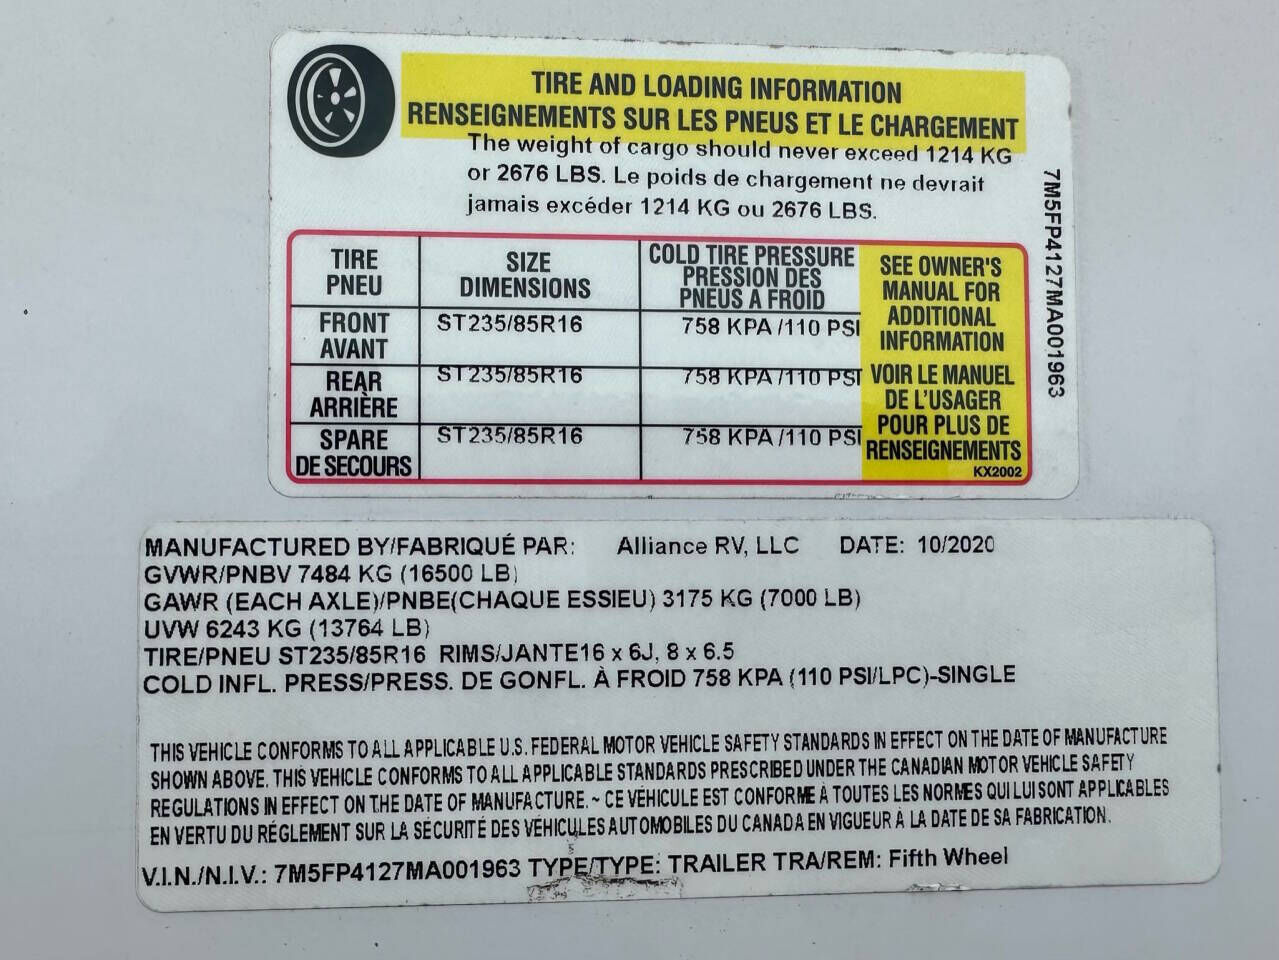 TIRE AND LOADING INFORMATION
RENSEIGNEMENTS SUR LES PNEUS ET LE CHARGEMENT
The weight of cargo should never exceed 1214 KG
or 2676 LBS. Le poids de chargement ne devrait
jamais excéder 1214 KG ou 2676 LBS.
TIRE
PNEU
SIZE
DIMENSIONS
COLD TIRE PRESSURE
PRESSION DES
PNEUS A FROID
FRONT
AVANT
ST235/85R16
758 KPA /110 PSI
REAR
ARRIÈRE
ST235/85R16
758 KPA /110 PSI
SPARE
DE SECOURS
ST235/85R16
758 KPA /110 PSI
SEE OWNER'S
MANUAL FOR
ADDITIONAL
INFORMATION
VOIR LE MANUEL
DE L'USAGER
POUR PLUS DE
RENSEIGNEMENTS
KX2002
7M5FP4127MA001963
MANUFACTURED BY/FABRIQUÉ PAR: Alliance RV, LLC DATE: 10/2020
GVWR/PNBV 7484 KG (16500 LB)
GAWR (EACH AXLE)/PNBE(CHAQUE ESSIEU) 3175 KG (7000 LB)
UVW 6243 KG (13764 LB)
TIRE/PNEU ST235/85R16 RIMS/JANTE16 x 6J, 8 x 6.5
COLD INFL. PRESS/PRESS. DE GONFL. À FROID 758 KPA (110 PSI/LPC)-SINGLE
THIS VEHICLE CONFORMS TO ALL APPLICABLE U.S. FEDERAL MOTOR VEHICLE SAFETY STANDARDS IN EFFECT ON THE DATE OF MANUFACTURE
SHOWN ABOVE. THIS VEHICLE CONFORMS TO ALL APPLICABLE STANDARDS PRESCRIBED UNDER THE CANADIAN MOTOR VEHICLE SAFETY
REGULATIONS IN EFFECT ON THE DATE OF MANUFACTURE. ~ CE VÉHICULE EST CONFORME À TOUTES LES NORMES QUI LUI SONT APPLICABLES
EN VERTU DU RÉGLEMENT SUR LA SÉCURITÉ DES VÉHICULES AUTOMOBILES DU CANADA EN VIGUEUR À LA DATE DE SA FABRICATION.
V.I.N./N.I.V.: 7M5FP4127MA001963 TYPE/TYPE: TRAILER TRA/REM: Fifth Wheel